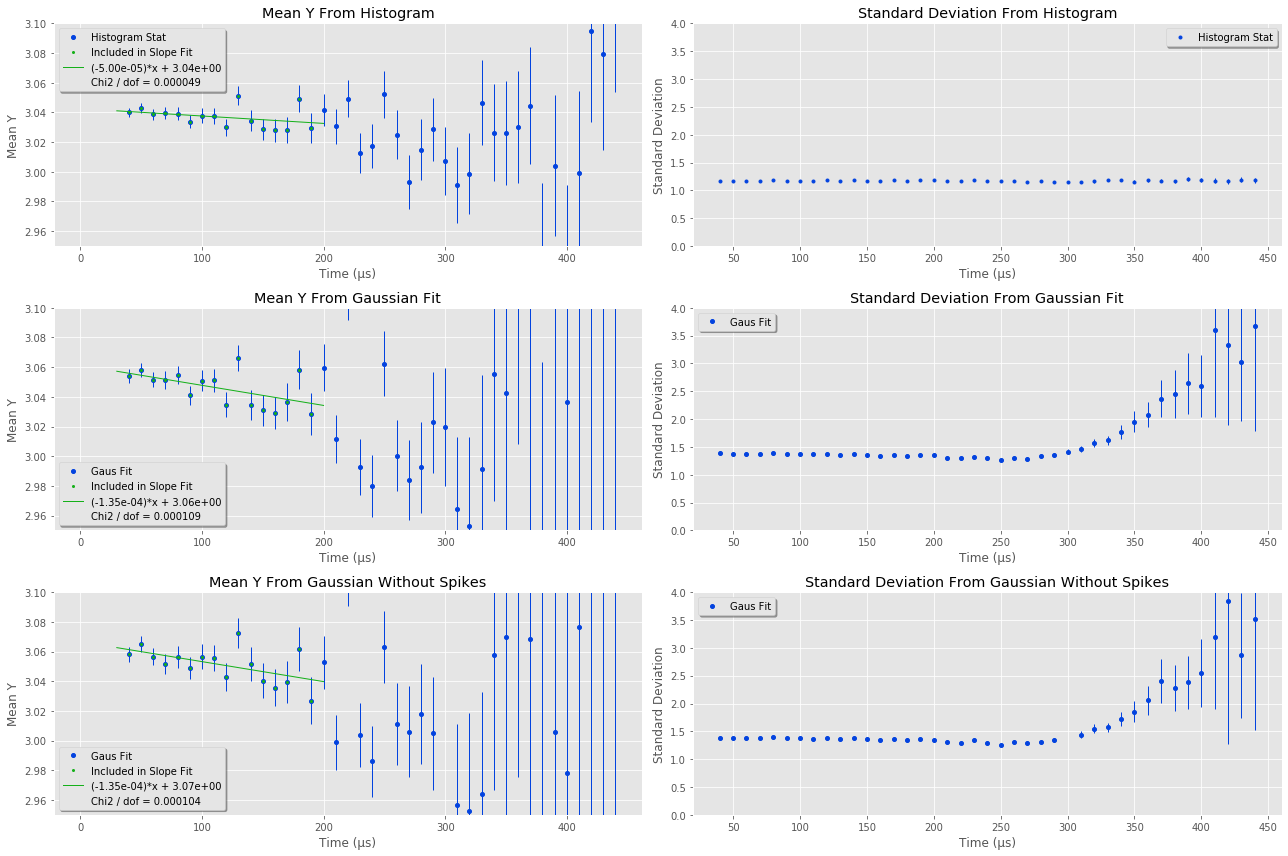 Mean Y From Histogram
Mean Y
3.10
3.08
3.06
3.04
3.02
3.00
2.98
2.96
Histogram Stat
Included in Slope Fit
(-5.00e-05)*x + 3.04e+00
Chi2 / dof = 0.000049
0 100 200 300 400
Time (μs)
Standard Deviation From Histogram
Standard Deviation
4.0
3.5
3.0
2.5
2.0
1.5
1.0
0.5
0.0
Histogram Stat
50 100 150 200 250 300 350 400 450
Time (μs)
Mean Y From Gaussian Fit
Mean Y
3.10
3.08
3.06
3.04
3.02
3.00
2.98
2.96
Gaus Fit
Included in Slope Fit
(-1.35e-04)*x + 3.06e+00
Chi2 / dof = 0.000109
0 100 200 300 400
Time (μs)
Standard Deviation From Gaussian Fit
Standard Deviation
4.0
3.5
3.0
2.5
2.0
1.5
1.0
0.5
0.0
Gaus Fit
50 100 150 200 250 300 350 400 450
Time (μs)
Mean Y From Gaussian Without Spikes
Mean Y
3.10
3.08
3.06
3.04
3.02
3.00
2.98
2.96
Gaus Fit
Included in Slope Fit
(-1.35e-04)*x + 3.07e+00
Chi2 / dof = 0.000104
0 100 200 300 400
Time (μs)
Standard Deviation From Gaussian Without Spikes
Standard Deviation
4.0
3.5
3.0
2.5
2.0
1.5
1.0
0.5
0.0
Gaus Fit
50 100 150 200 250 300 350 400 450
Time (μs)